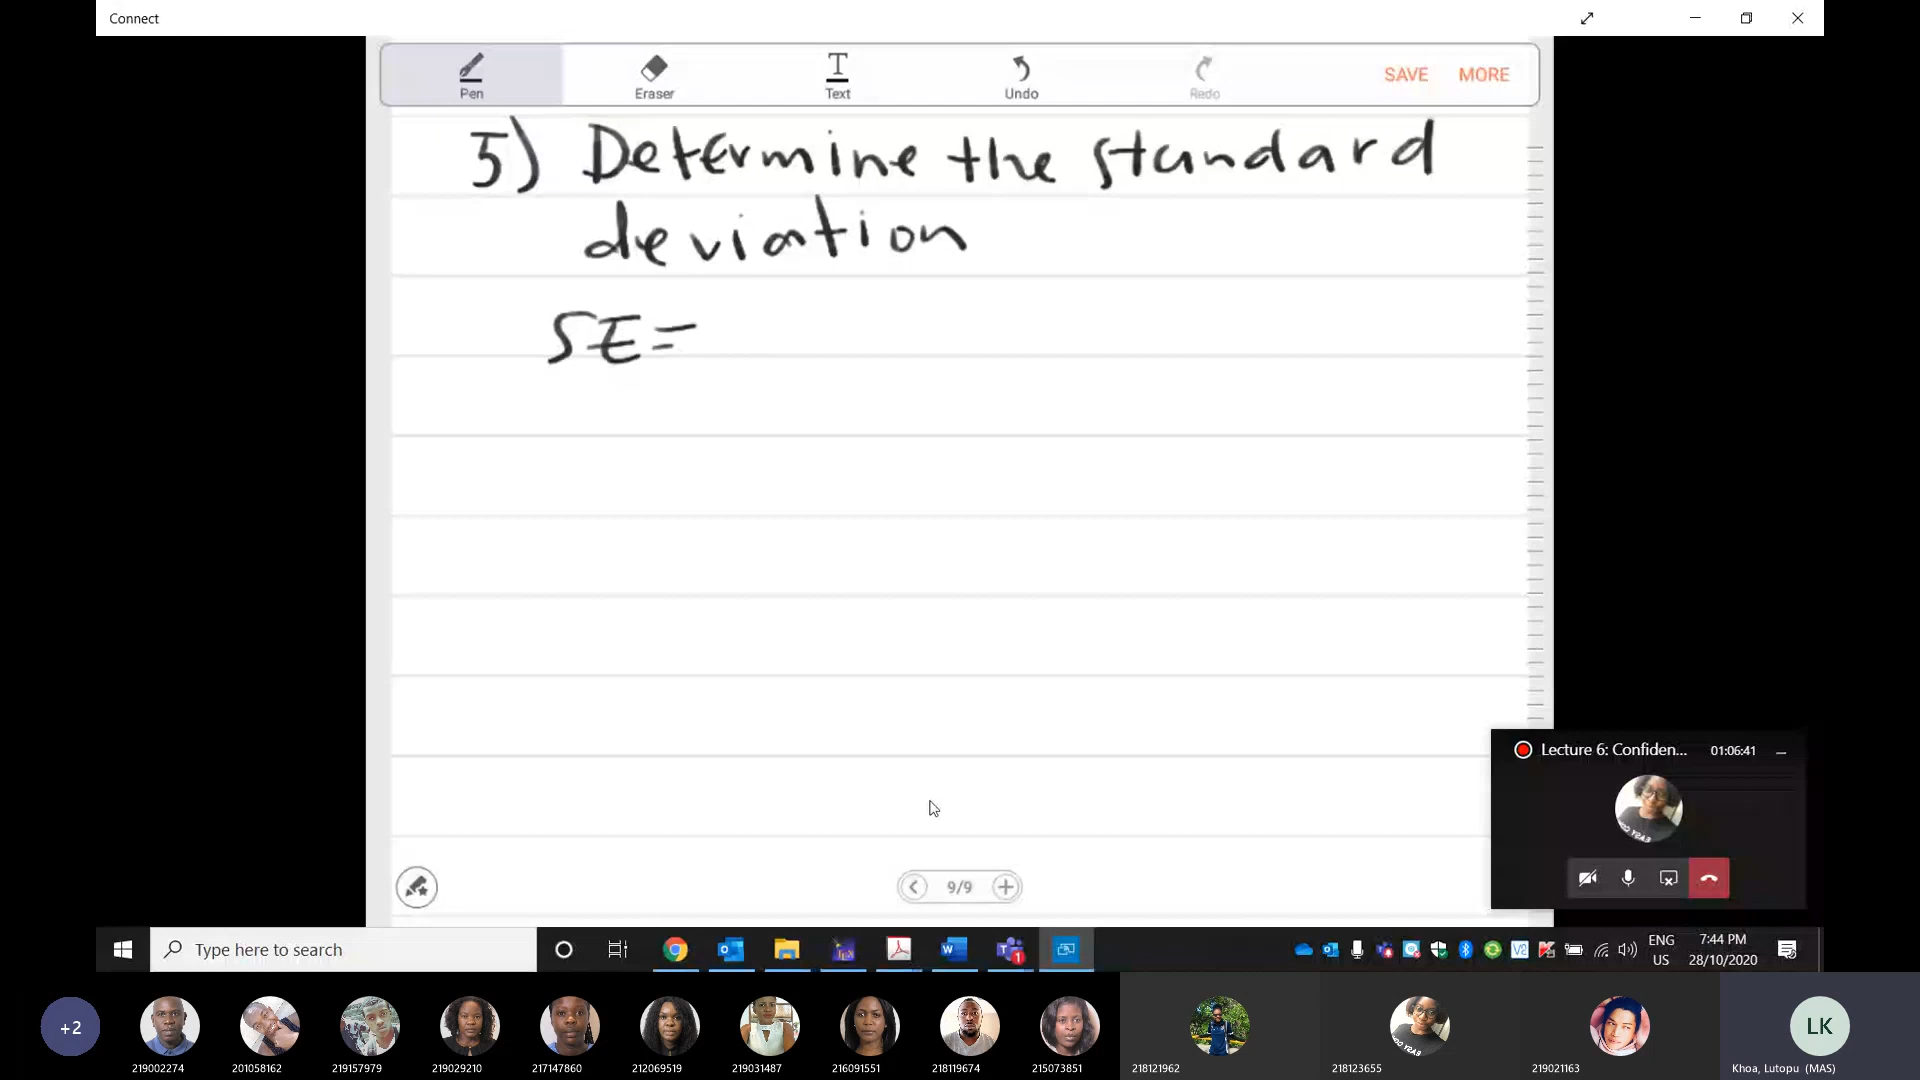 Connect
Pen Eraser Text Undo Redo SAVE MORE
5) Determine the standard
deviation
SE=
Lecture 6: Confiden... 01:06:41
9/9
Type here to search
ENG
US
7:44 PM
28/10/2020
+2
LK
219002274 201058162 219157979 219029210 217147860 212069519 219031487 216091551 218119674 215073851 218121962 218123655 219021163 Khoa, Lutopu (MAS)